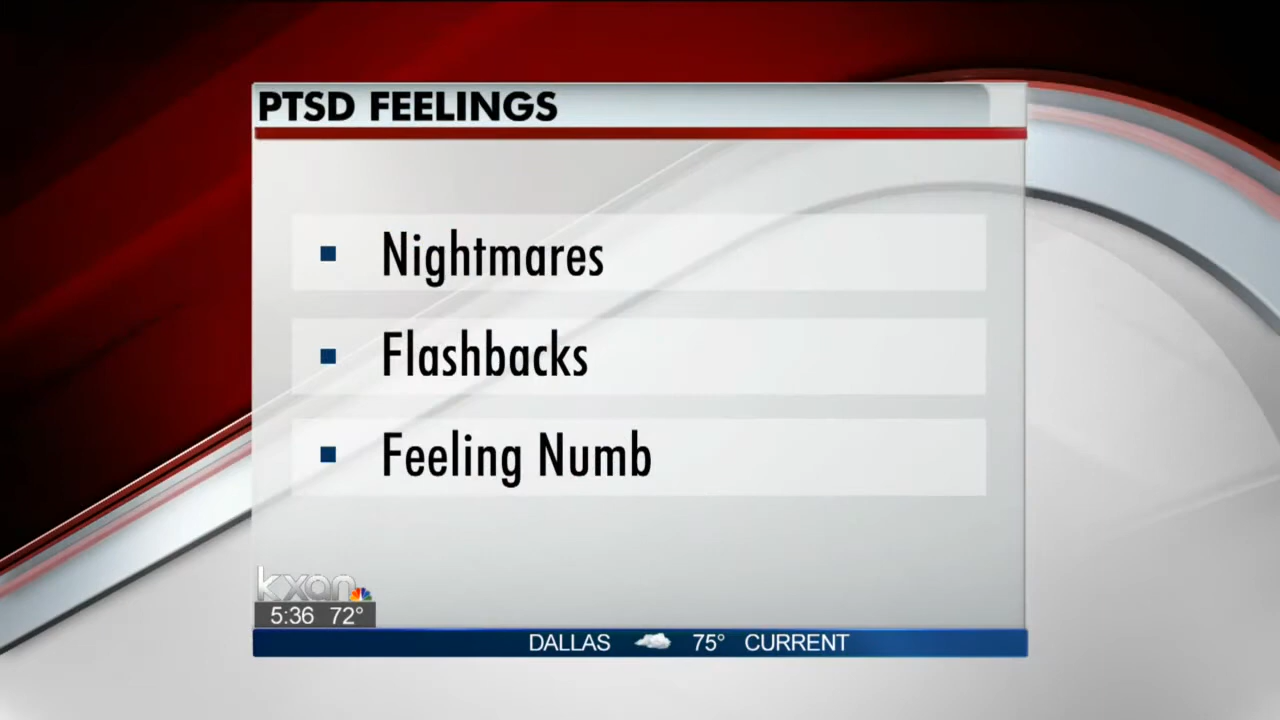 PTSD FEELINGS
▪ Nightmares
▪ Flashbacks
▪ Feeling Numb
kxan
5:36 72°
DALLAS 75° CURRENT